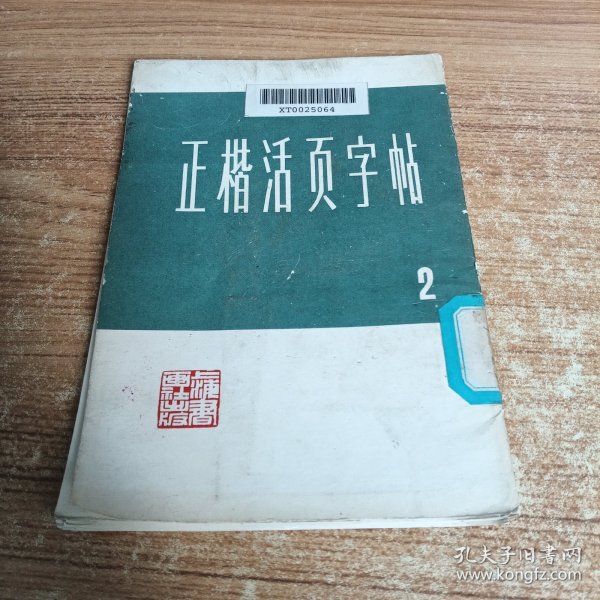 XT0025064
正楷活页字帖
2
上海书
画社出版
孔夫子旧书网
www.kongfz.com